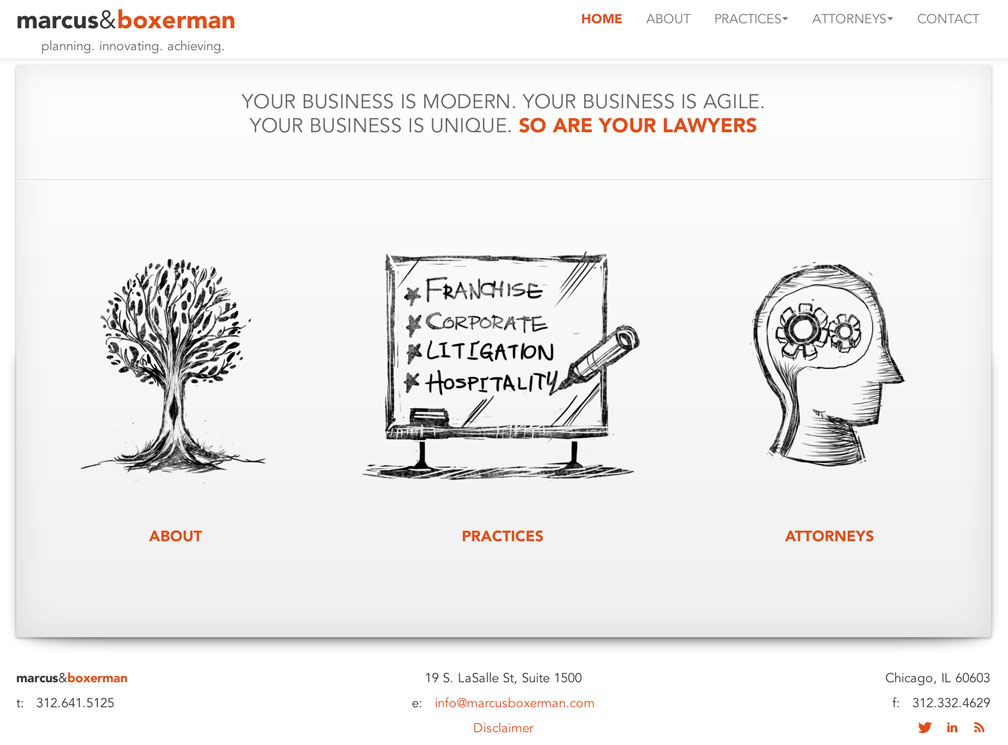 marcus&boxerman
planning. innovating. achieving.
HOME ABOUT PRACTICES ATTORNEYS CONTACT
YOUR BUSINESS IS MODERN. YOUR BUSINESS IS AGILE.
YOUR BUSINESS IS UNIQUE. SO ARE YOUR LAWYERS
FRANCHISE
CORPORATE
LITIGATION
HOSPITALITY
ABOUT
PRACTICES
ATTORNEYS
marcus&boxerman
19 S. LaSalle St, Suite 1500
Chicago, IL 60603
t: 312.641.5125
e: info@marcusboxerman.com
f: 312.332.4629
Disclaimer
in